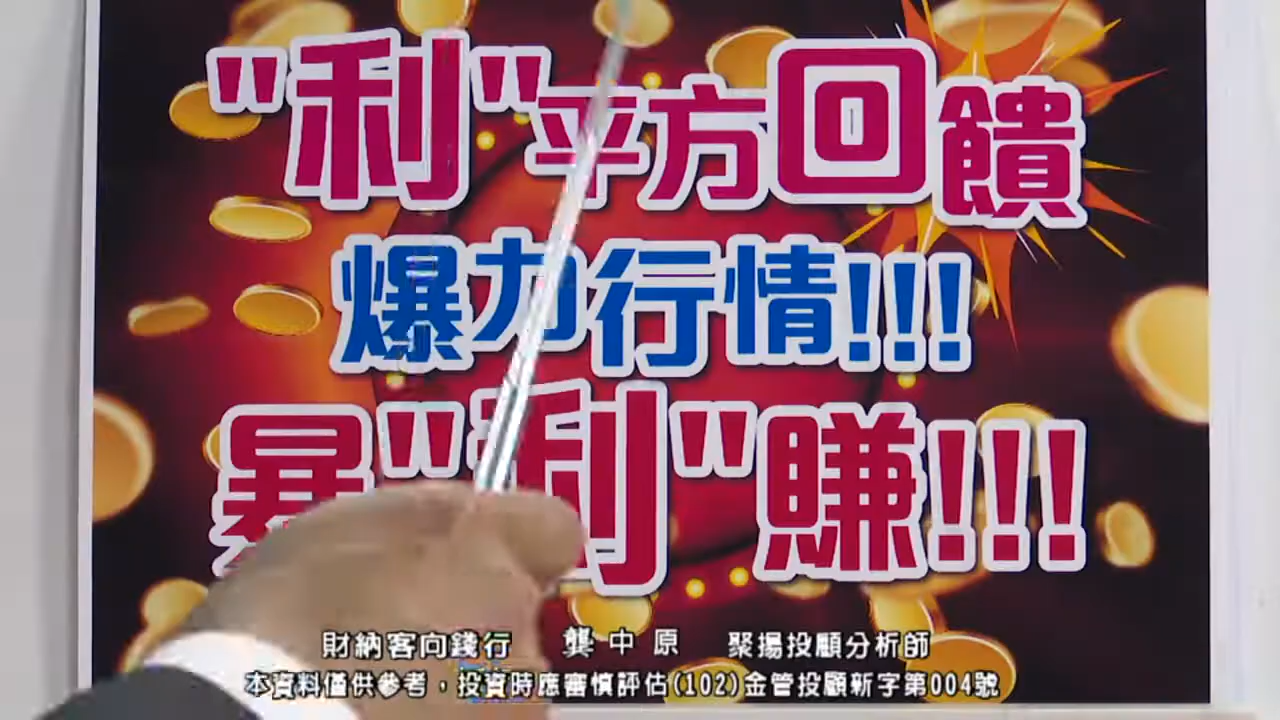 "利"平方回饋
爆力行情!!!
暴"利"賺!!!
財納客向錢行 龔中原 聚揚投顧分析師
本資料僅供參考，投資時應審慎評估(102)金管投顧新字第004號